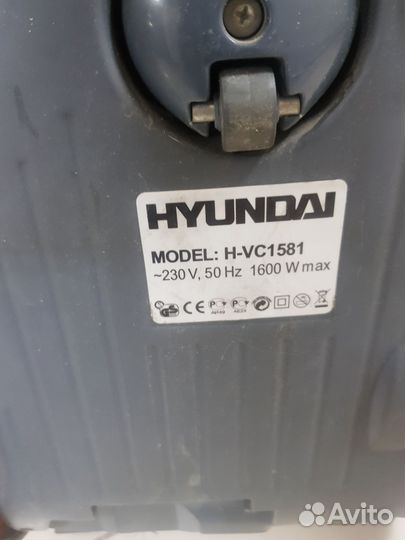 HYUNDAI
MODEL: H-VC1581
~230 V, 50 Hz 1600 W max
Avito